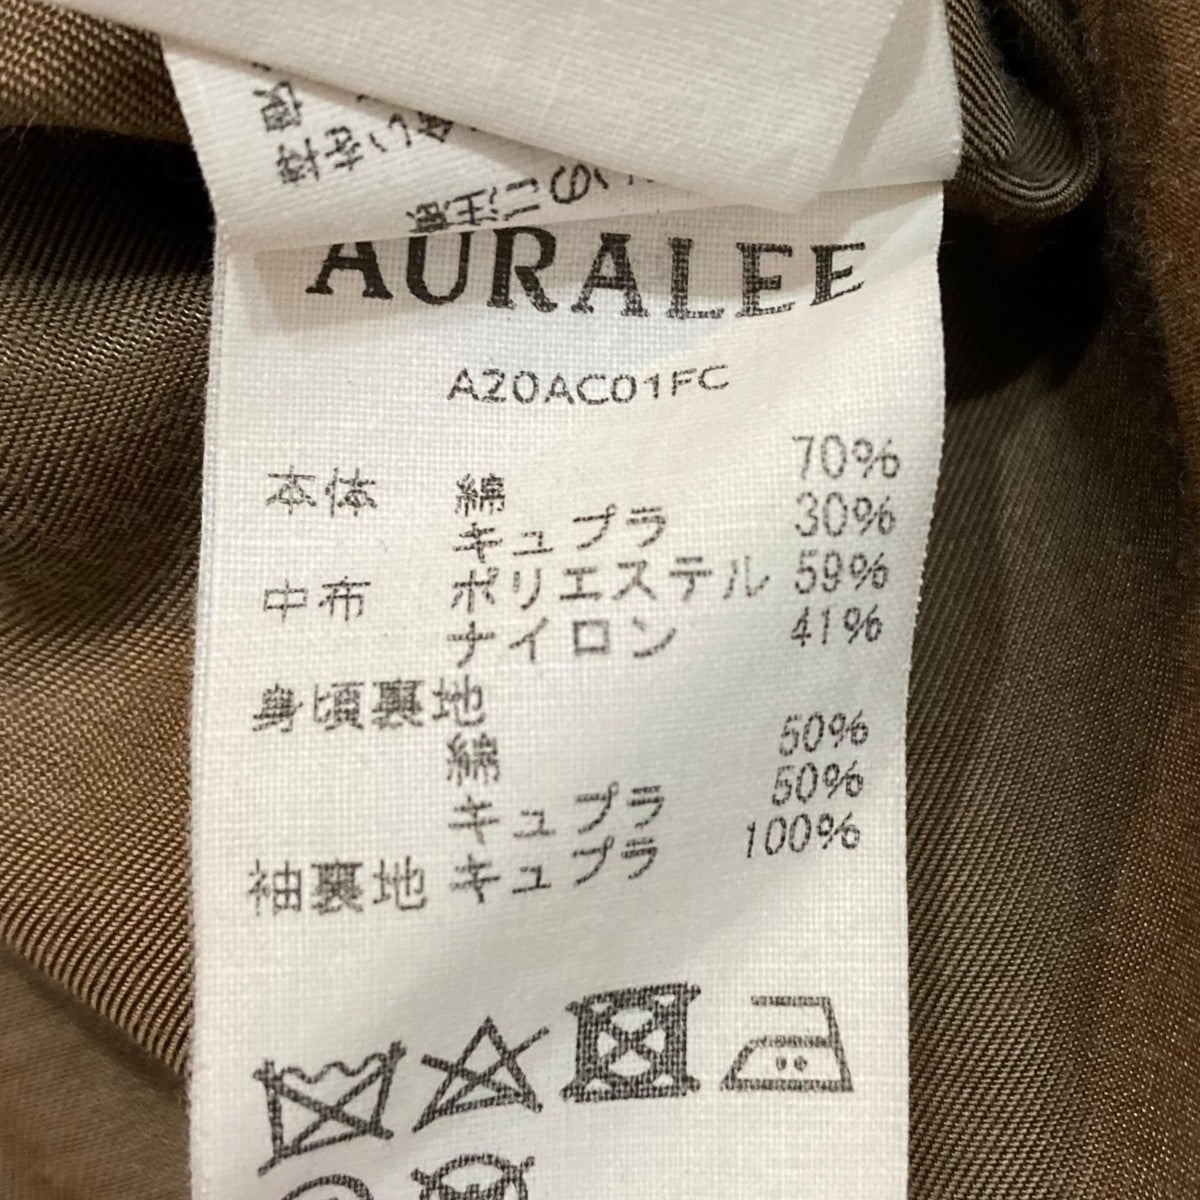 AURALEE
A20AC01FC
本体 綿 70%
キュプラ 30%
中布 ポリエステル 59%
ナイロン 41%
身頃裏地
綿 50%
キュプラ 50%
袖裏地 キュプラ 100%